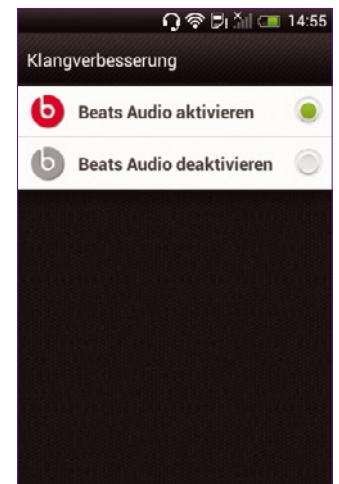 14:55
Klangverbesserung
Beats Audio aktivieren
Beats Audio deaktivieren